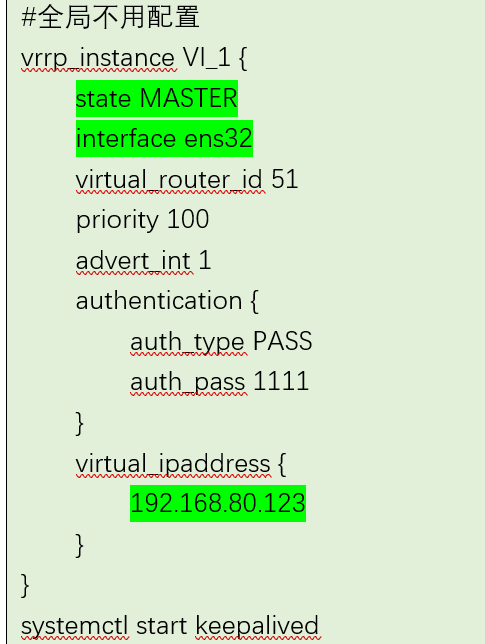 #全局不用配置
vrrp_instance VI_1 {
state MASTER
interface ens32
virtual_router_id 51
priority 100
advert_int 1
authentication {
auth_type PASS
auth_pass 1111
}
virtual_ipaddress {
192.168.80.123
}
}
systemctl start keepalived